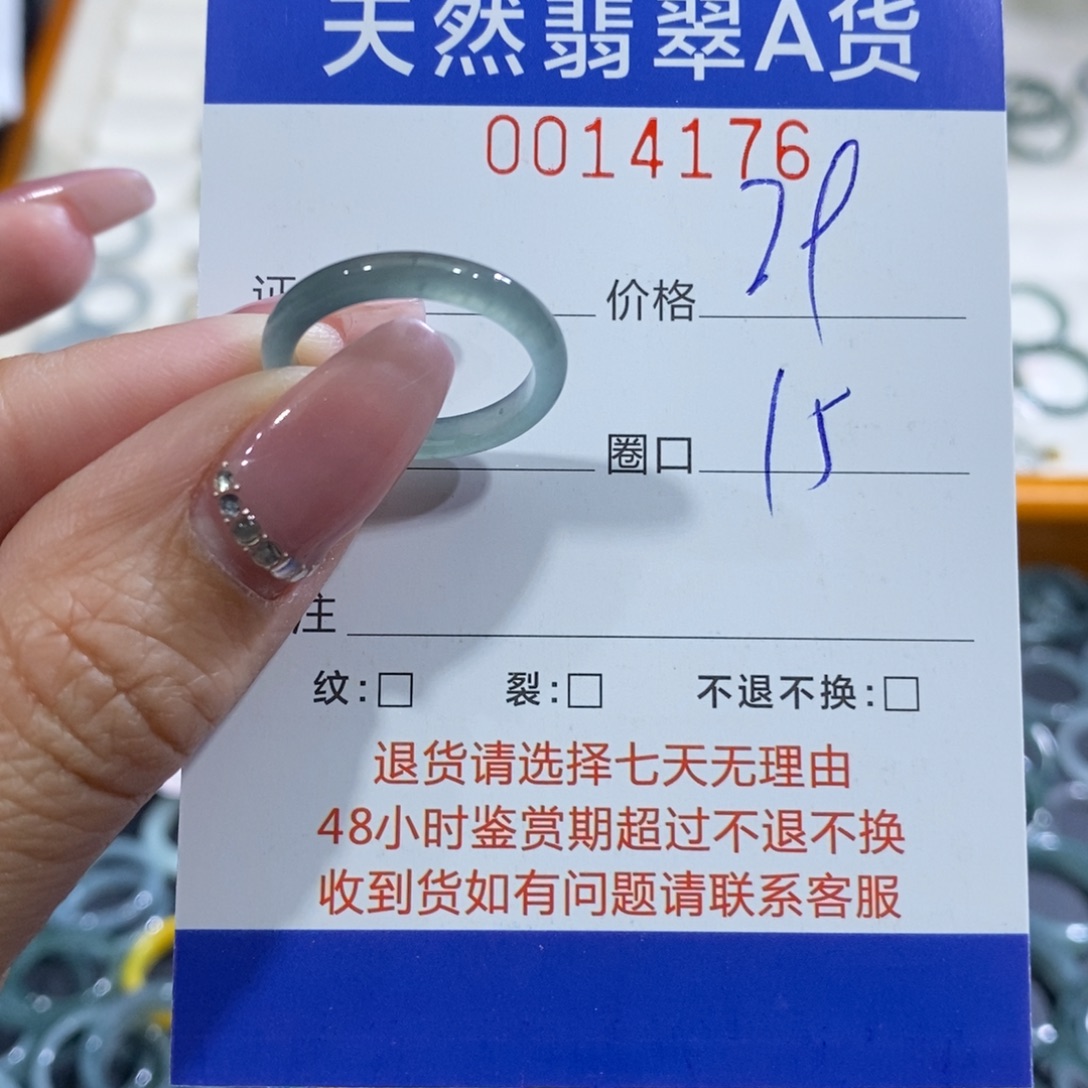 天然翡翠A货
0014176
证
价格 79
圈口 15
注
纹:□ 裂:□ 不退不换:□
退货请选择七天无理由
48小时鉴赏期超过不退不换
收到货如有问题请联系客服